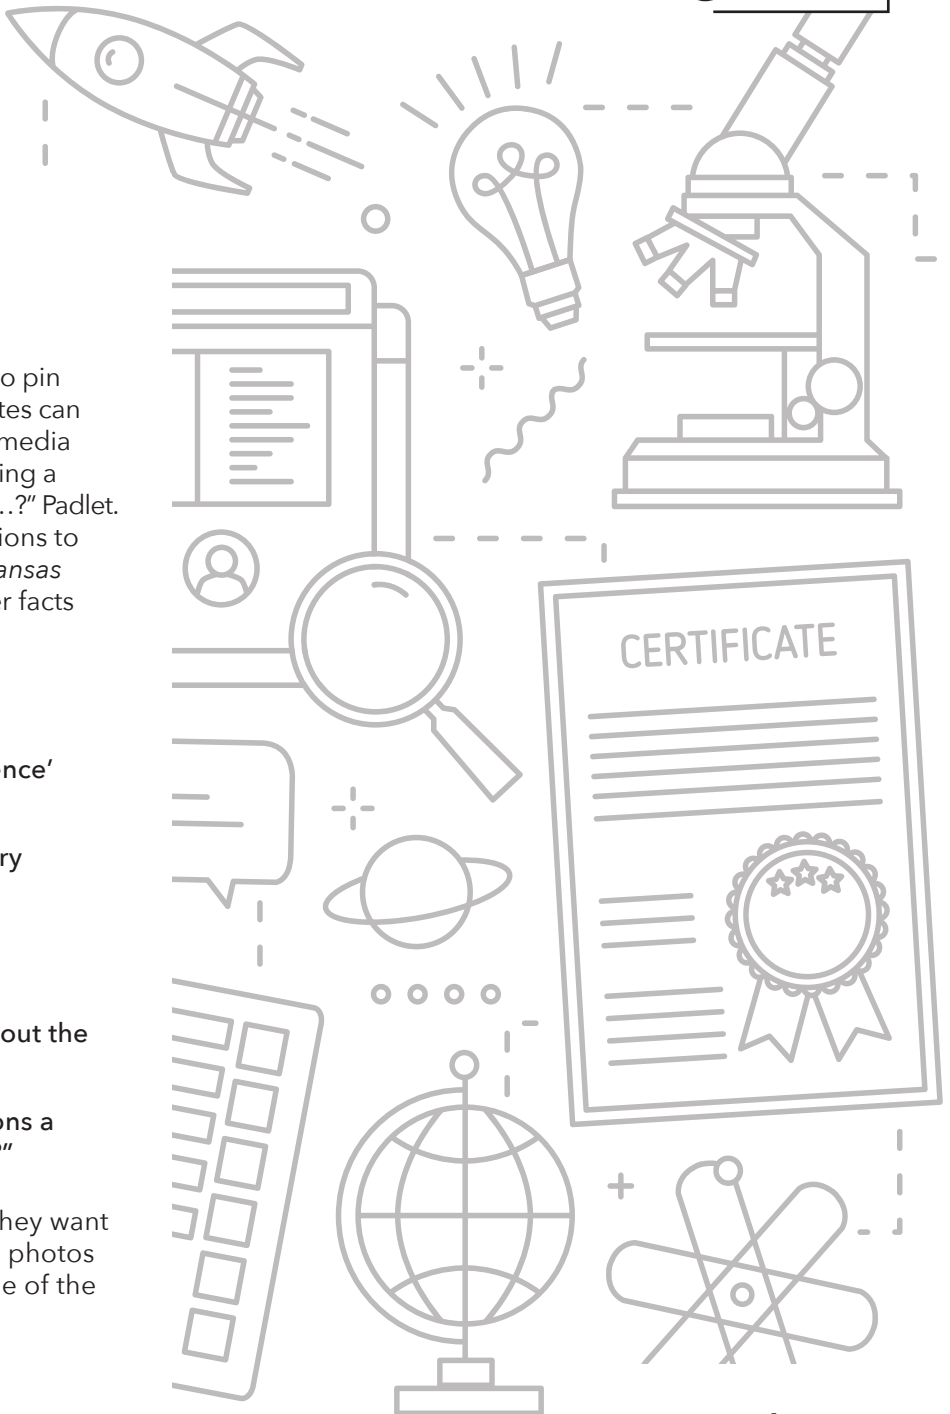 o pin
tes can
media
ing a
…?” Padlet.
ions to
ansas
er facts
ence’
ry
out the
ons a
?”
hey want
photos
e of the
CERTIFICATE